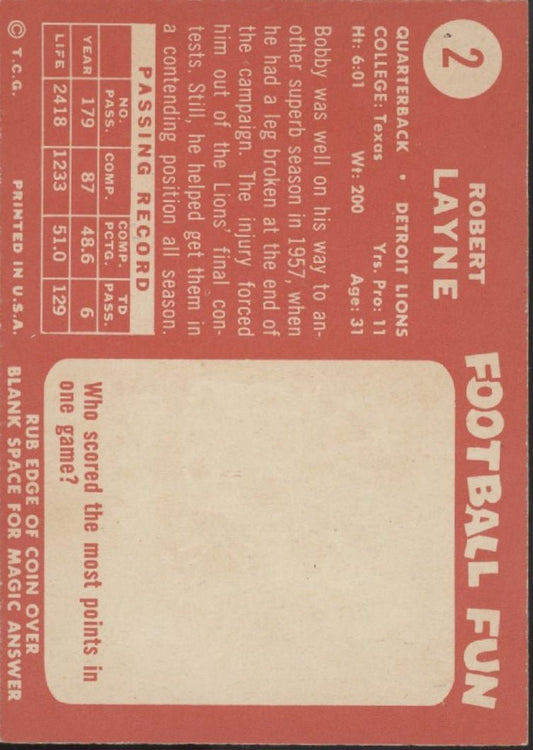 2
ROBERT
LAYNE
QUARTERBACK • DETROIT LIONS
COLLEGE: Texas Yrs. Pro: 11
Ht: 6:01 Wt: 200 Age: 31
Bobby was well on his way to an-
other superb season in 1957, when
he had a leg broken at the end of
the campaign. The injury forced
him out of the Lions' final con-
tests. Still, he helped get them in
a contending position all season.
PASSING RECORD
NO. PASS. COMP. COMP. PCTG. TD PASS.
YEAR 179 87 48.6 6
LIFE 2418 1233 51.0 129
© T.C.G. PRINTED IN U.S.A.
FOOTBALL FUN
Who scored the most points in
one game?
RUB EDGE OF COIN OVER
BLANK SPACE FOR MAGIC ANSWER